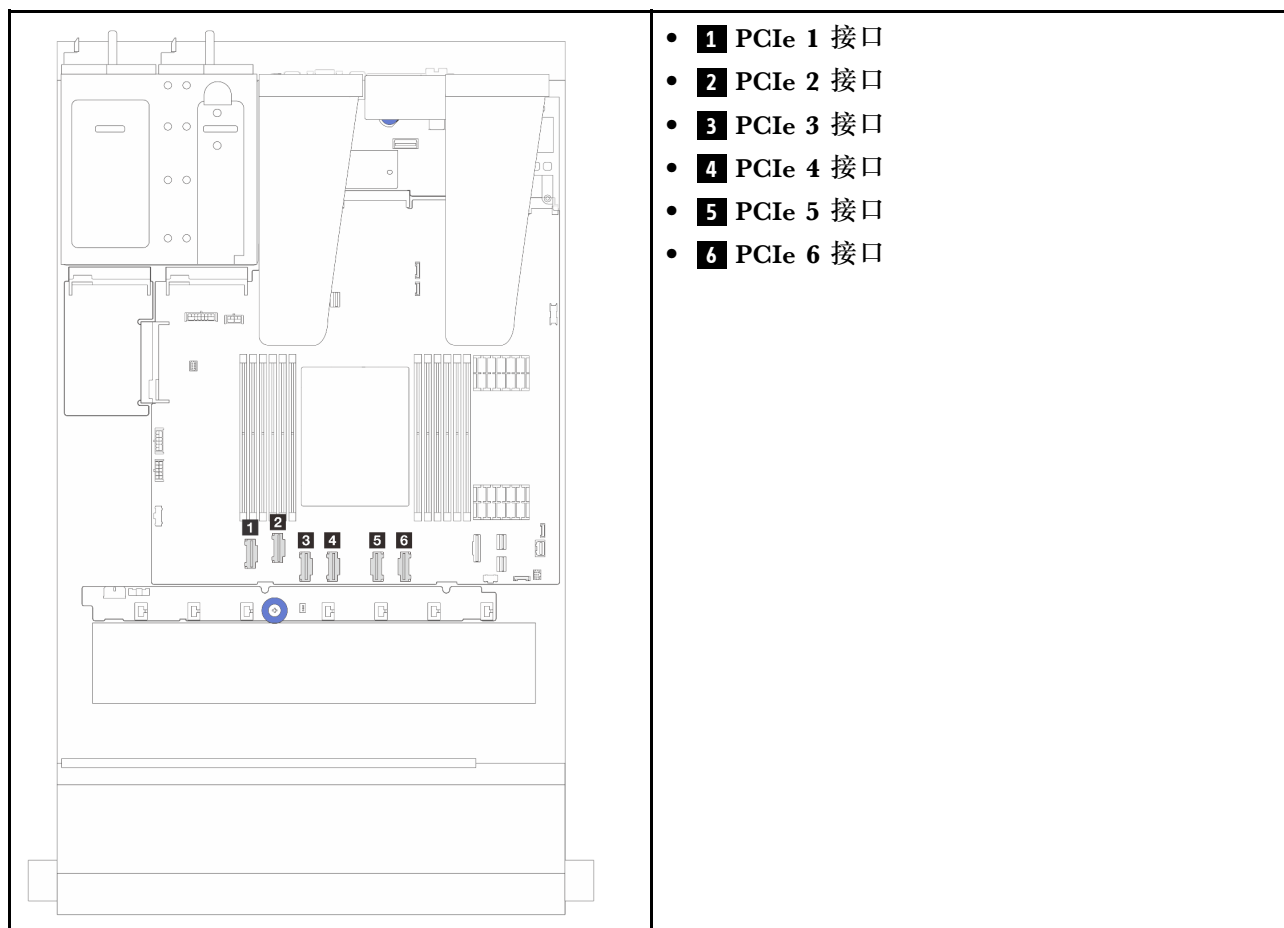 1
2
3
4
5
6
• 1 PCIe 1 接口
• 2 PCIe 2 接口
• 3 PCIe 3 接口
• 4 PCIe 4 接口
• 5 PCIe 5 接口
• 6 PCIe 6 接口